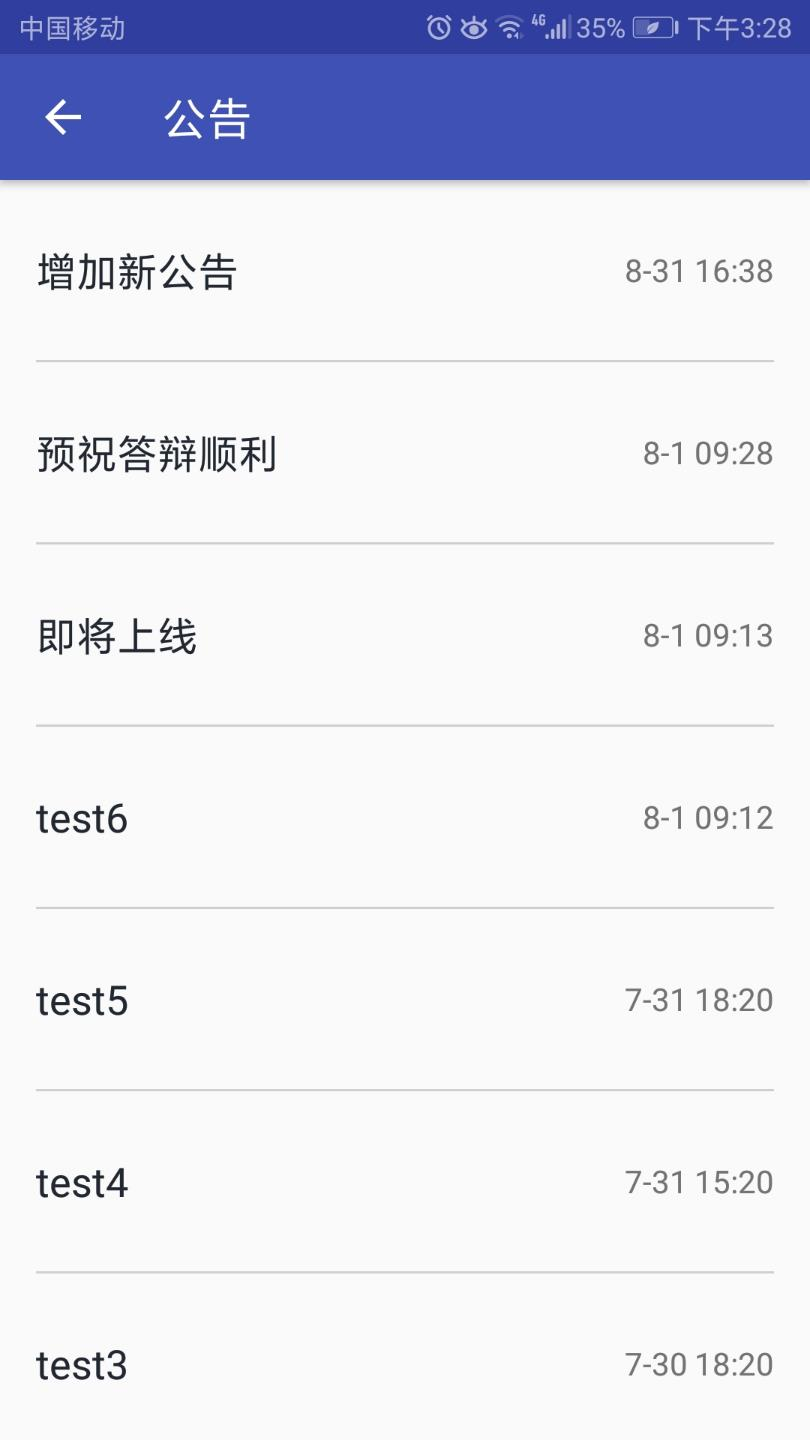 中国移动 4G 35% 下午3:28
公告
增加新公告 8-31 16:38
预祝答辩顺利 8-1 09:28
即将上线 8-1 09:13
test6 8-1 09:12
test5 7-31 18:20
test4 7-31 15:20
test3 7-30 18:20